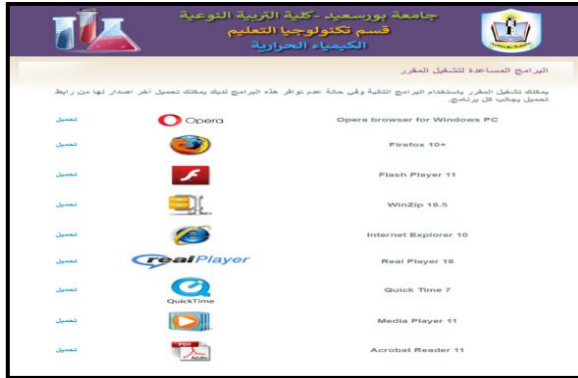 جامعة بورسعيد - كلية التربية النوعية
قسم تكنولوجيا التعليم
الكيمياء الحرارية
البرامج المساعدة لتشغيل المقرر
يمكنك تشغيل المقرر باستخدام البرامج التالية وفي حالة عدم توافر هذه البرامج لديك يمكنك تحميل أخر اصدار لها من رابط
تحميل بجانب كل برنامج.
Opera browser for Windows PC Opera تحميل
Firefox 10+ تحميل
Flash Player 11 تحميل
WinZip 18.5 تحميل
Internet Explorer 10 تحميل
Real Player 16 realPlayer تحميل
Quick Time 7 QuickTime تحميل
Media Player 11 تحميل
Acrobat Reader 11 PDF Adobe تحميل